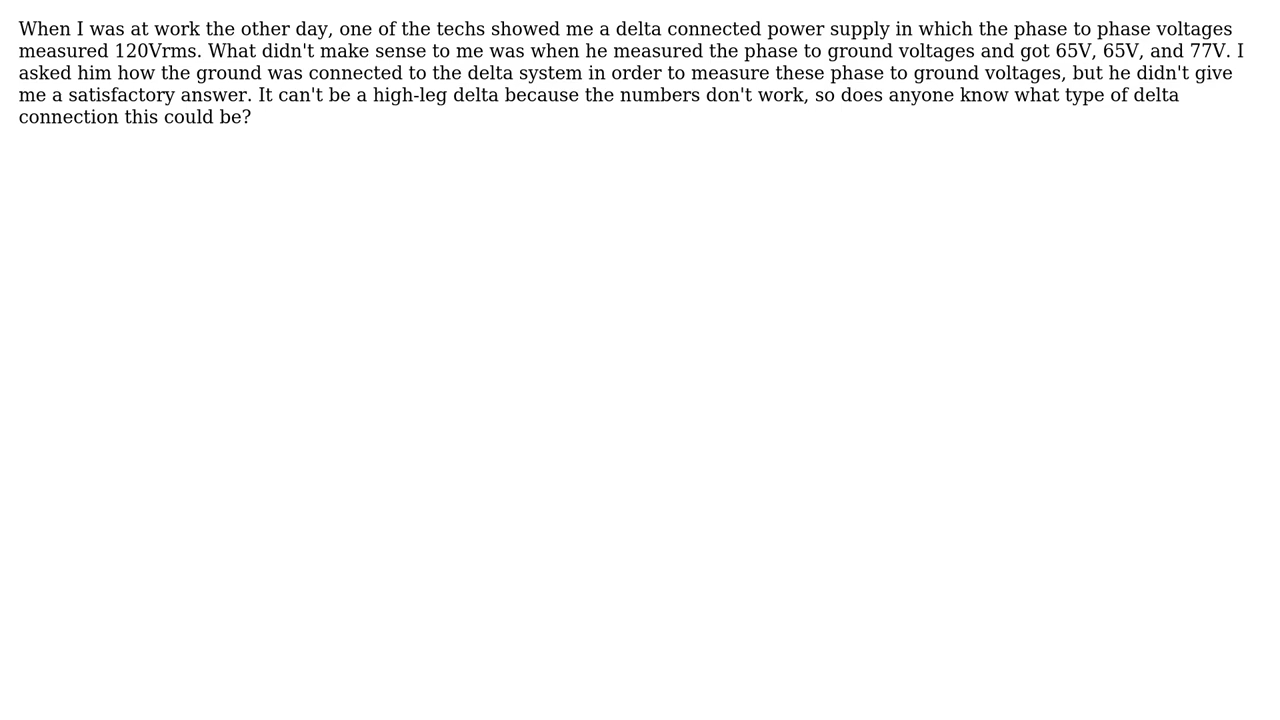 When I was at work the other day, one of the techs showed me a delta connected power supply in which the phase to phase voltages
measured 120Vrms. What didn't make sense to me was when he measured the phase to ground voltages and got 65V, 65V, and 77V. I
asked him how the ground was connected to the delta system in order to measure these phase to ground voltages, but he didn't give
me a satisfactory answer. It can't be a high-leg delta because the numbers don't work, so does anyone know what type of delta
connection this could be?